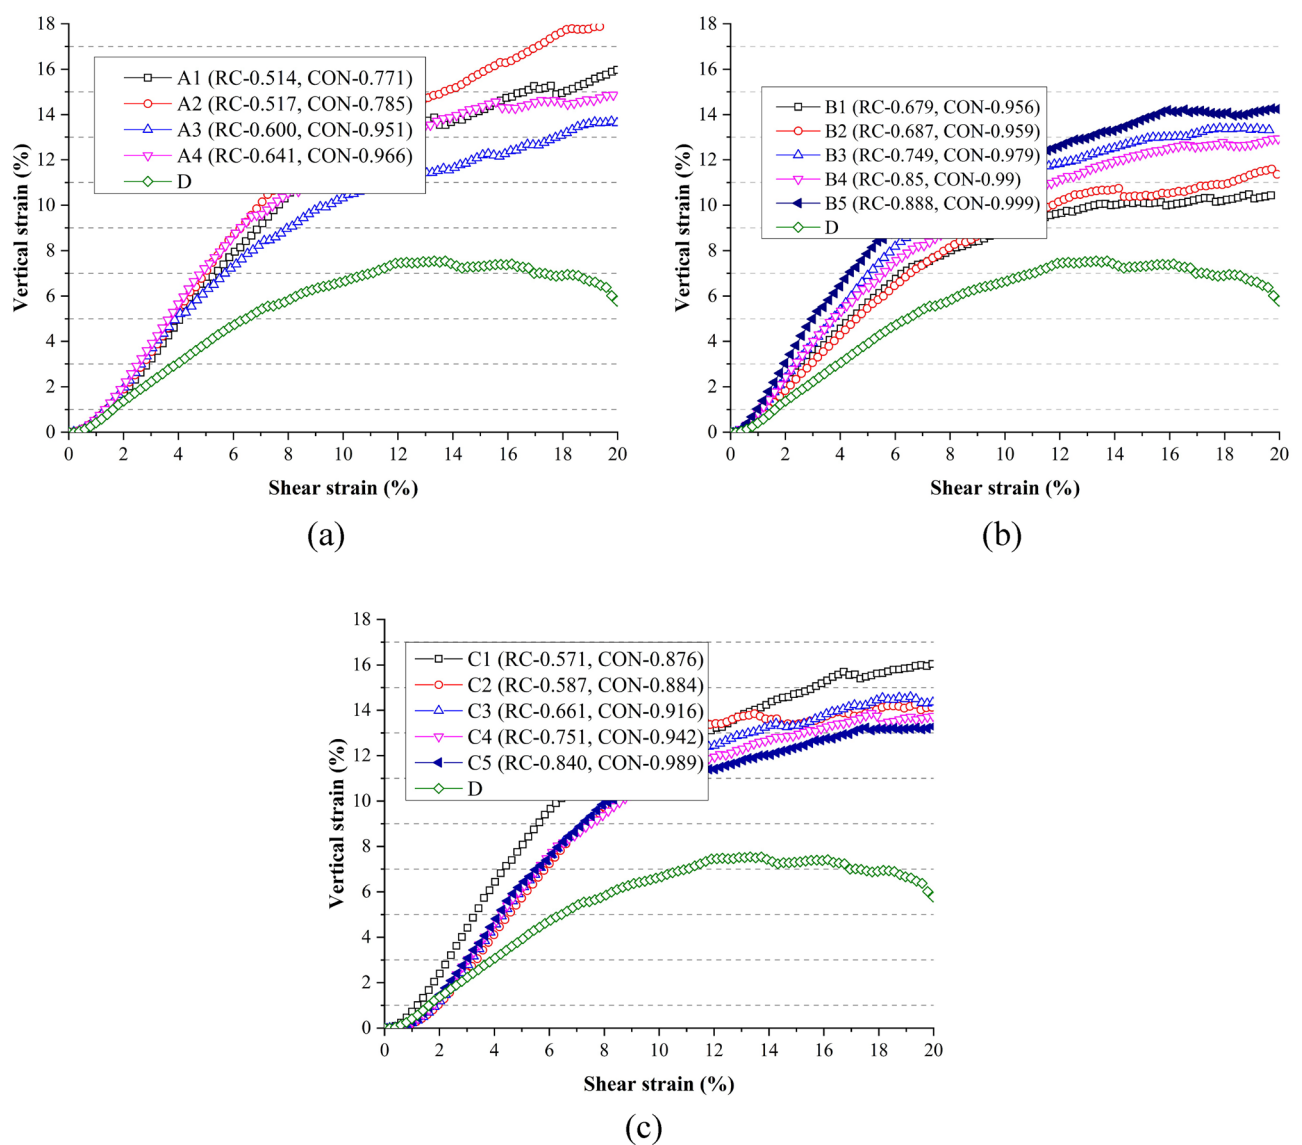 18
16
14
12
10
8
6
4
2
0
Vertical strain (%)
A1 (RC-0.514, CON-0.771)
A2 (RC-0.517, CON-0.785)
A3 (RC-0.600, CON-0.951)
A4 (RC-0.641, CON-0.966)
D
0 2 4 6 8 10 12 14 16 18 20
Shear strain (%)
(a)
18
16
14
12
10
8
6
4
2
0
Vertical strain (%)
B1 (RC-0.679, CON-0.956)
B2 (RC-0.687, CON-0.959)
B3 (RC-0.749, CON-0.979)
B4 (RC-0.85, CON-0.99)
B5 (RC-0.888, CON-0.999)
D
0 2 4 6 8 10 12 14 16 18 20
Shear strain (%)
(b)
18
16
14
12
10
8
6
4
2
0
Vertical strain (%)
C1 (RC-0.571, CON-0.876)
C2 (RC-0.587, CON-0.884)
C3 (RC-0.661, CON-0.916)
C4 (RC-0.751, CON-0.942)
C5 (RC-0.840, CON-0.989)
D
0 2 4 6 8 10 12 14 16 18 20
Shear strain (%)
(c)